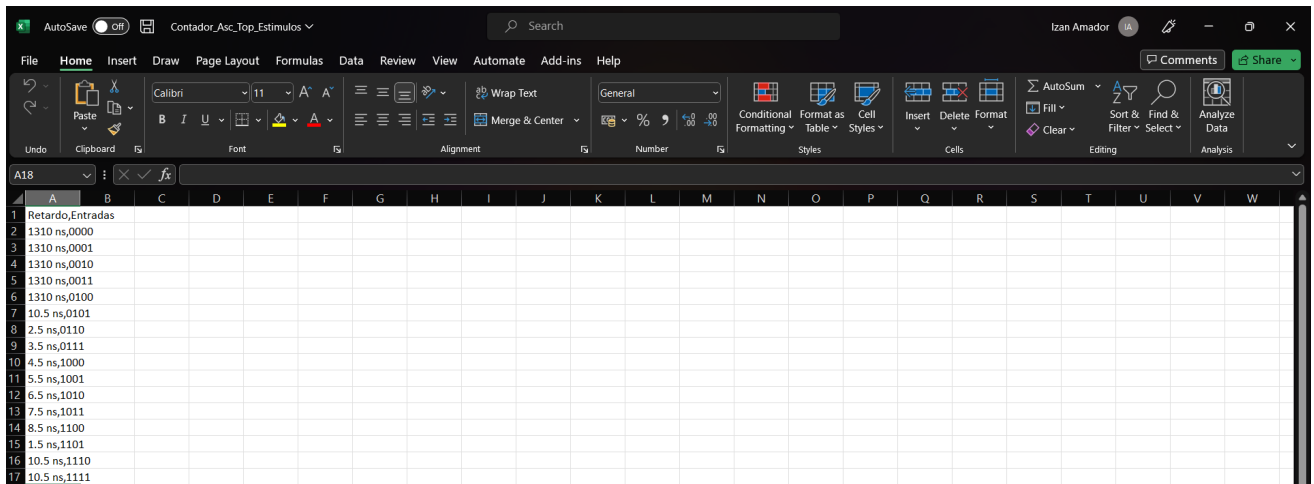 AutoSave Off Contador_Asc_Top_Estimulos Search Izan Amador IA
File Home Insert Draw Page Layout Formulas Data Review View Automate Add-ins Help Comments Share
Paste Calibri 11 Wrap Text General Conditional Format as Cell Insert Delete Format AutoSum Sort & Find & Analyze
B I U Merge & Center % Formatting Table Styles Fill Filter Select Data
Clear
Undo Clipboard Font Alignment Number Styles Cells Editing Analysis
A18 fx
A B C D E F G H I J K L M N O P Q R S T U V W
1 Retardo,Entradas
2 1310 ns,0000
3 1310 ns,0001
4 1310 ns,0010
5 1310 ns,0011
6 1310 ns,0100
7 10.5 ns,0101
8 2.5 ns,0110
9 3.5 ns,0111
10 4.5 ns,1000
11 5.5 ns,1001
12 6.5 ns,1010
13 7.5 ns,1011
14 8.5 ns,1100
15 1.5 ns,1101
16 10.5 ns,1110
17 10.5 ns,1111